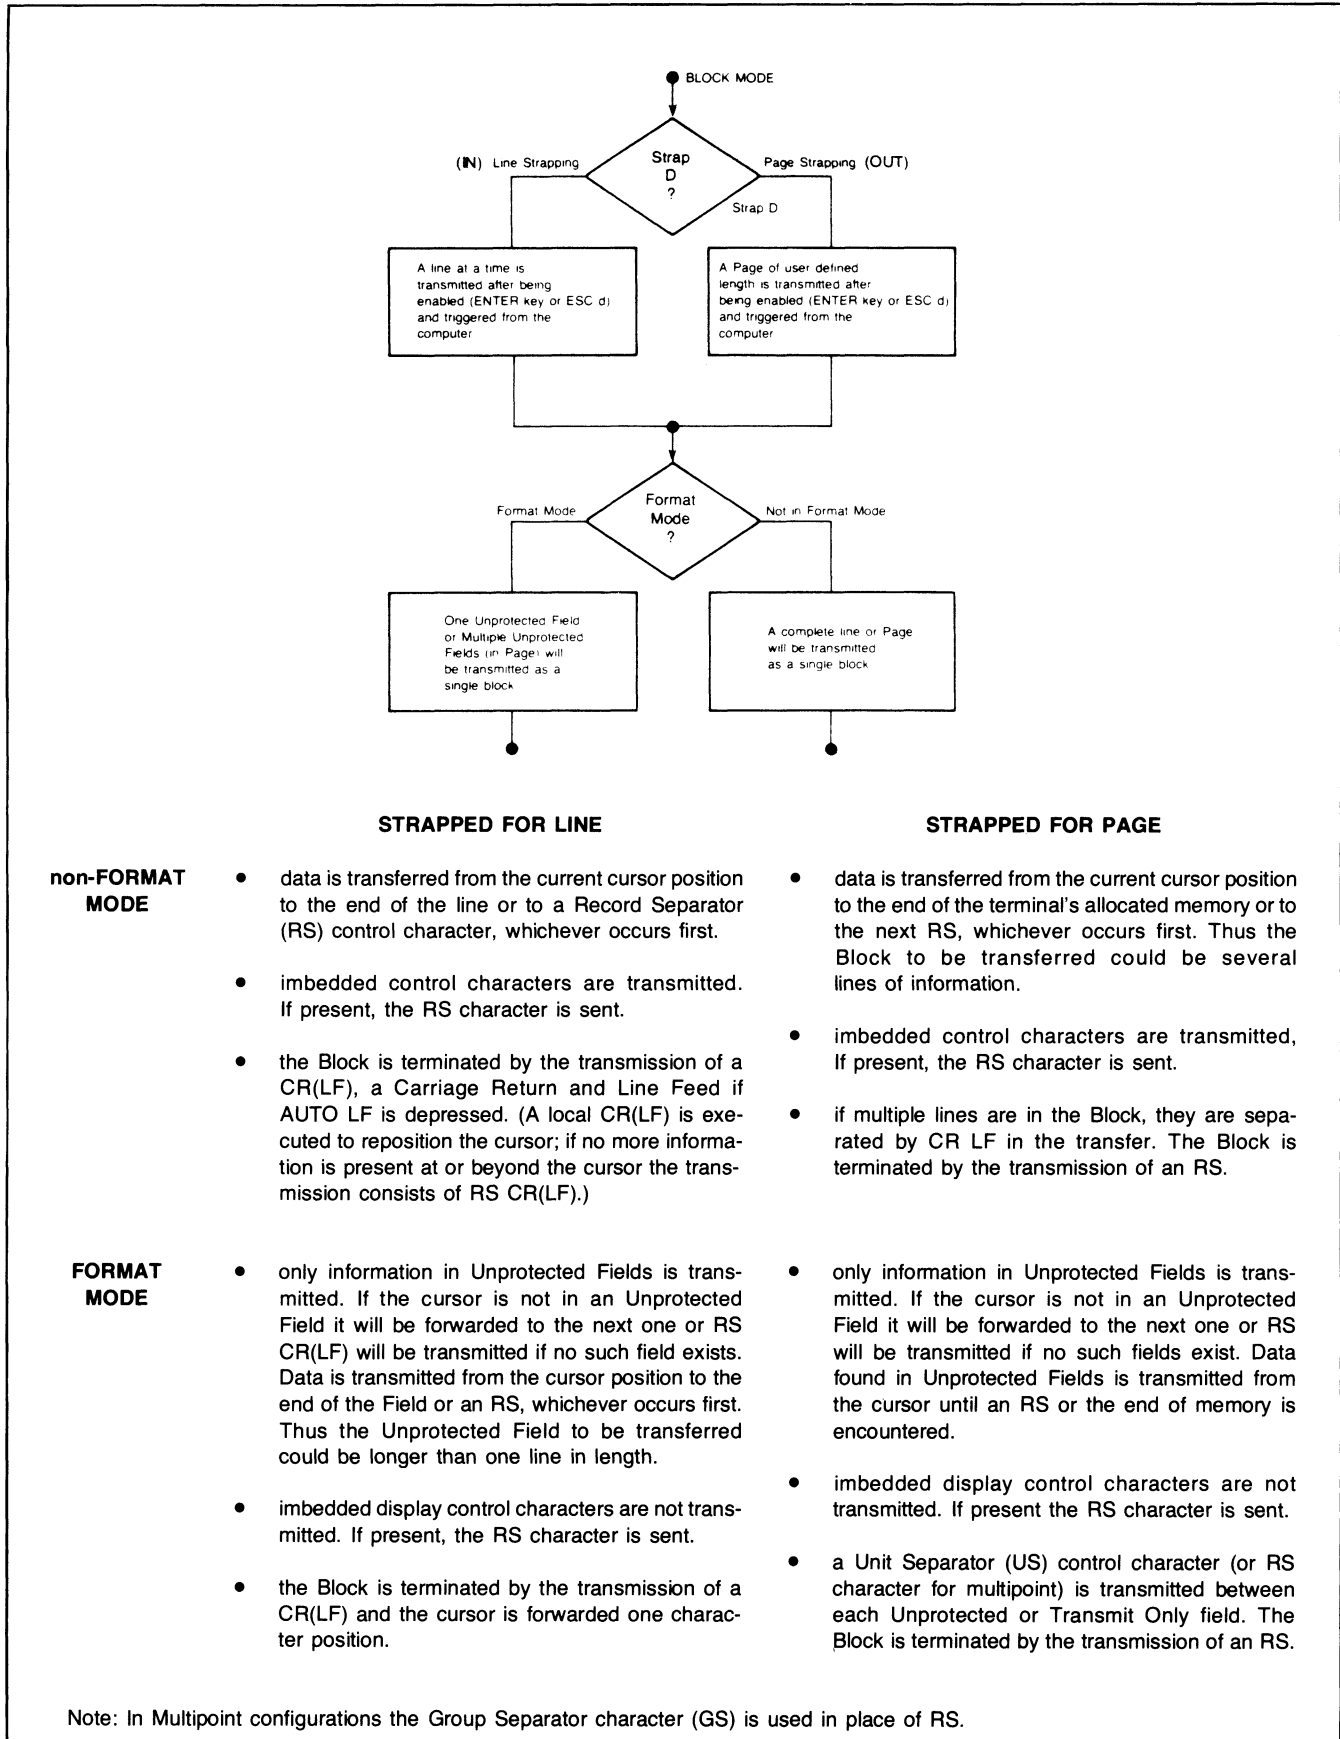 BLOCK MODE
(IN) Line Strapping
Strap
D
?
Page Strapping (OUT)
Strap D
A line at a time is
transmitted after being
enabled (ENTER key or ESC d)
and triggered from the
computer
A Page of user defined
length is transmitted after
being enabled (ENTER key or ESC d)
and triggered from the
computer
Format Mode
Format
Mode
?
Not in Format Mode
One Unprotected Field
or Multiple Unprotected
Fields (in Page) will
be transmitted as a
single block
A complete line or Page
will be transmitted
as a single block
STRAPPED FOR LINE
STRAPPED FOR PAGE
non-FORMAT
MODE
• data is transferred from the current cursor position
to the end of the line or to a Record Separator
(RS) control character, whichever occurs first.
• imbedded control characters are transmitted.
If present, the RS character is sent.
• the Block is terminated by the transmission of a
CR(LF), a Carriage Return and Line Feed if
AUTO LF is depressed. (A local CR(LF) is exe-
cuted to reposition the cursor; if no more informa-
tion is present at or beyond the cursor the trans-
mission consists of RS CR(LF).)
• data is transferred from the current cursor position
to the end of the terminal's allocated memory or to
the next RS, whichever occurs first. Thus the
Block to be transferred could be several
lines of information.
• imbedded control characters are transmitted,
If present, the RS character is sent.
• if multiple lines are in the Block, they are sepa-
rated by CR LF in the transfer. The Block is
terminated by the transmission of an RS.
FORMAT
MODE
• only information in Unprotected Fields is trans-
mitted. If the cursor is not in an Unprotected
Field it will be forwarded to the next one or RS
CR(LF) will be transmitted if no such field exists.
Data is transmitted from the cursor position to the
end of the Field or an RS, whichever occurs first.
Thus the Unprotected Field to be transferred
could be longer than one line in length.
• imbedded display control characters are not trans-
mitted. If present, the RS character is sent.
• the Block is terminated by the transmission of a
CR(LF) and the cursor is forwarded one charac-
ter position.
• only information in Unprotected Fields is trans-
mitted. If the cursor is not in an Unprotected
Field it will be forwarded to the next one or RS
will be transmitted if no such fields exist. Data
found in Unprotected Fields is transmitted from
the cursor until an RS or the end of memory is
encountered.
• imbedded display control characters are not
transmitted. If present the RS character is sent.
• a Unit Separator (US) control character (or RS
character for multipoint) is transmitted between
each Unprotected or Transmit Only field. The
Block is terminated by the transmission of an RS.
Note: In Multipoint configurations the Group Separator character (GS) is used in place of RS.